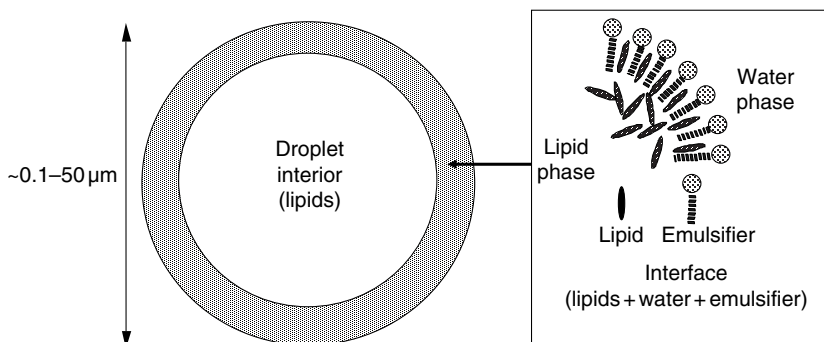 ~0.1–50 µm
Droplet
interior
(lipids)
Water
phase
Lipid
phase
Lipid
Emulsifier
Interface
(lipids + water + emulsifier)